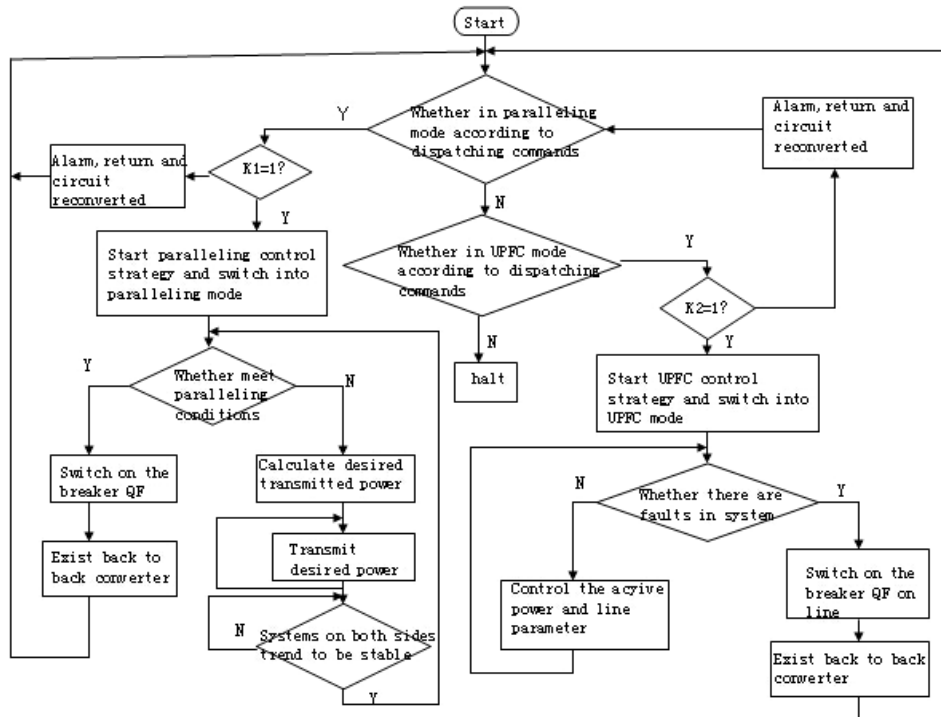 Start
Whether in paralleling
mode according to
dispatching commands
Y
N
Alarm, return and
circuit
reconverted
K1=1?
Y
Alarm, return and
circuit reconverted
Start paralleling control
strategy and switch into
paralleling mode
Whether in UPFC mode
according to dispatching
commands
Y
N
halt
K2=1?
Y
Start UPFC control
strategy and switch into
UPFC mode
Whether meet
paralleling
conditions
Y
N
Switch on the
breaker QF
Exist back to
back converter
Calculate desired
transmitted power
Transmit
desired power
Systems on both sides
trend to be stable
N
Y
Whether there are
faults in system
N
Y
Control the acyive
power and line
parameter
Switch on the
breaker QF on
line
Exist back to back
converter